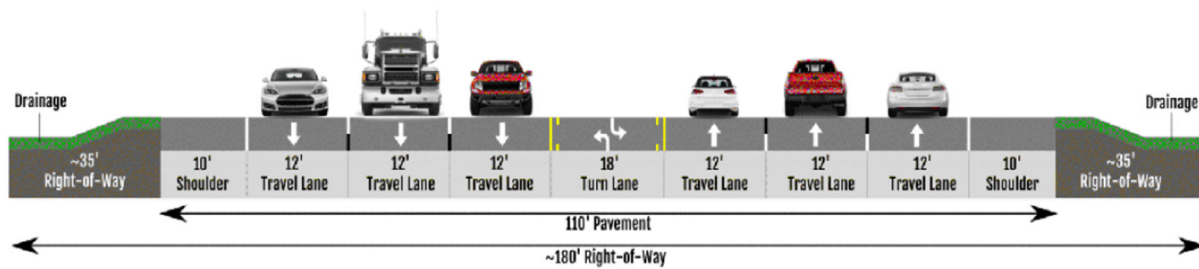 Drainage
Drainage
~35'
Right-of-Way
10'
Shoulder
12'
Travel Lane
12'
Travel Lane
12'
Travel Lane
18'
Turn Lane
12'
Travel Lane
12'
Travel Lane
12'
Travel Lane
10'
Shoulder
~35'
Right-of-Way
110' Pavement
~180' Right-of-Way